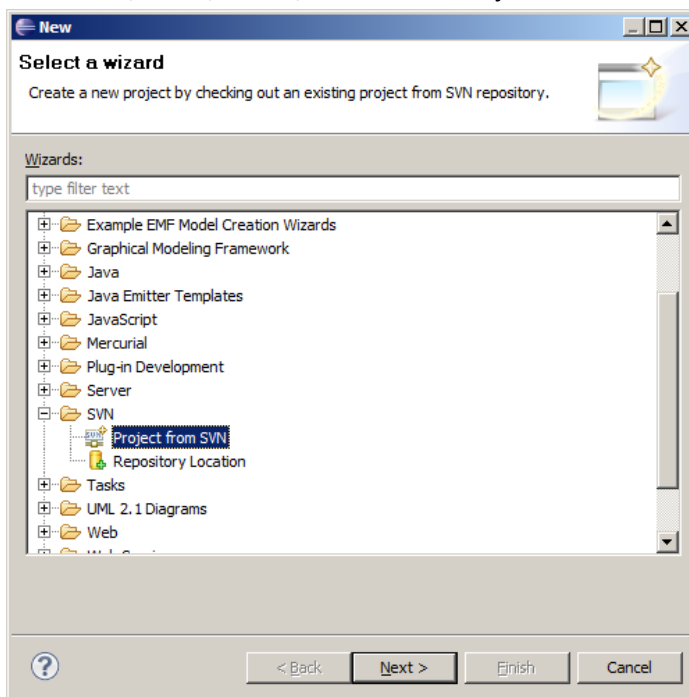 New
Select a wizard
Create a new project by checking out an existing project from SVN repository.
Wizards:
type filter text
Example EMF Model Creation Wizards
Graphical Modeling Framework
Java
Java Emitter Templates
JavaScript
Mercurial
Plug-in Development
Server
SVN
Project from SVN
Repository Location
Tasks
UML 2.1 Diagrams
Web
< Back Next > Finish Cancel